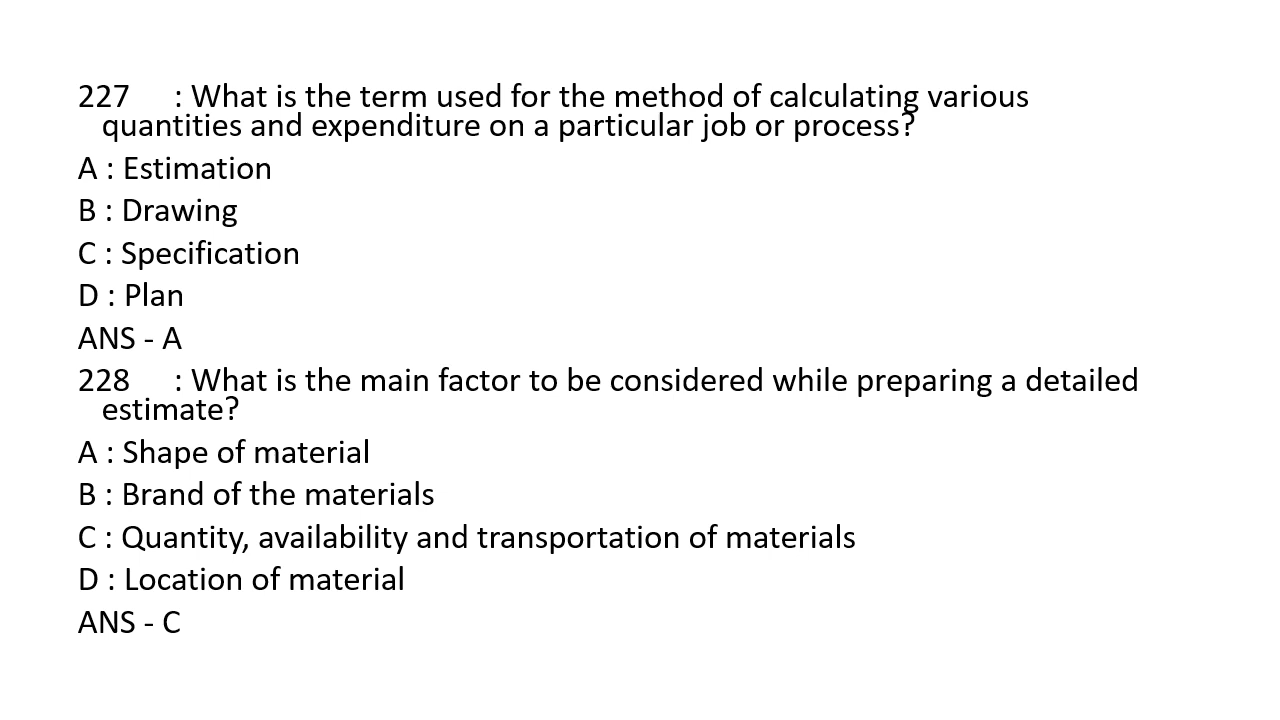 227 : What is the term used for the method of calculating various
quantities and expenditure on a particular job or process?
A : Estimation
B : Drawing
C : Specification
D : Plan
ANS - A
228 : What is the main factor to be considered while preparing a detailed
estimate?
A : Shape of material
B : Brand of the materials
C : Quantity, availability and transportation of materials
D : Location of material
ANS - C